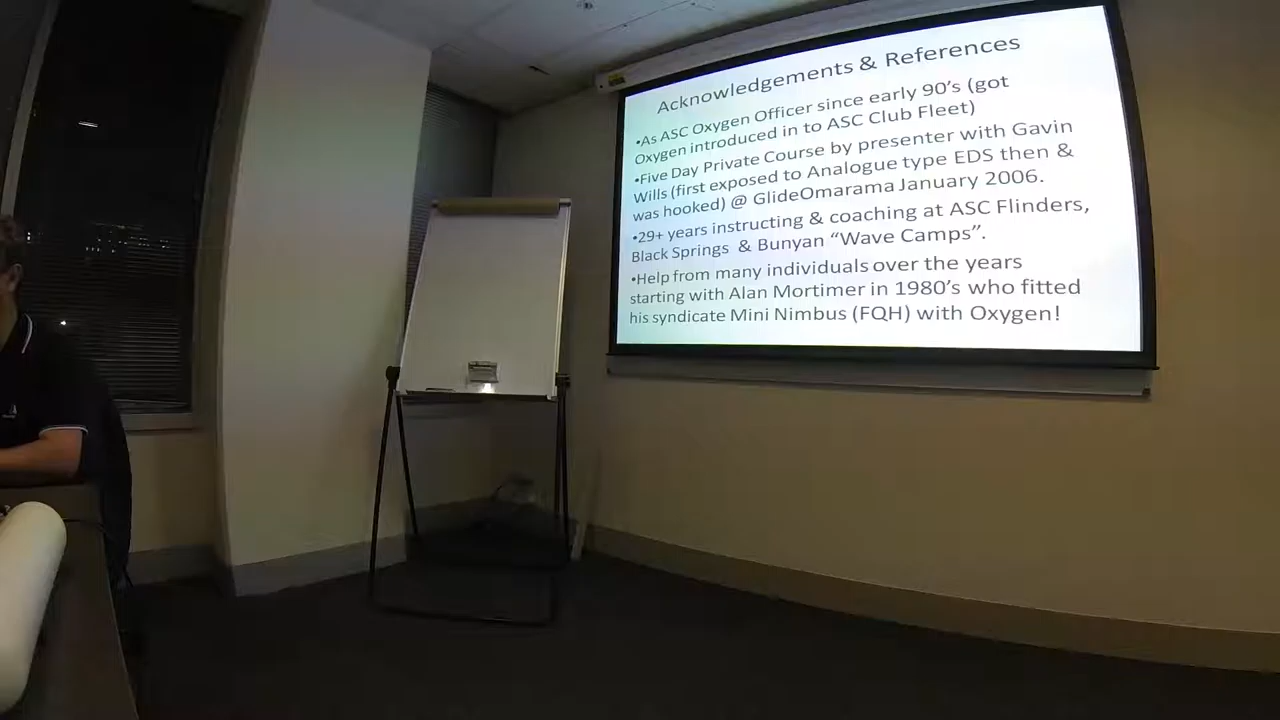 Acknowledgements & References
•As ASC Oxygen Officer since early 90's (got
Oxygen introduced in to ASC Club Fleet)
•Five Day Private Course by presenter with Gavin
Wills (first exposed to Analogue type EDS then &
was hooked) @ GlideOmarama January 2006.
•29+ years instructing & coaching at ASC Flinders,
Black Springs & Bunyan “Wave Camps”.
•Help from many individuals over the years
starting with Alan Mortimer in 1980's who fitted
his syndicate Mini Nimbus (FQH) with Oxygen!